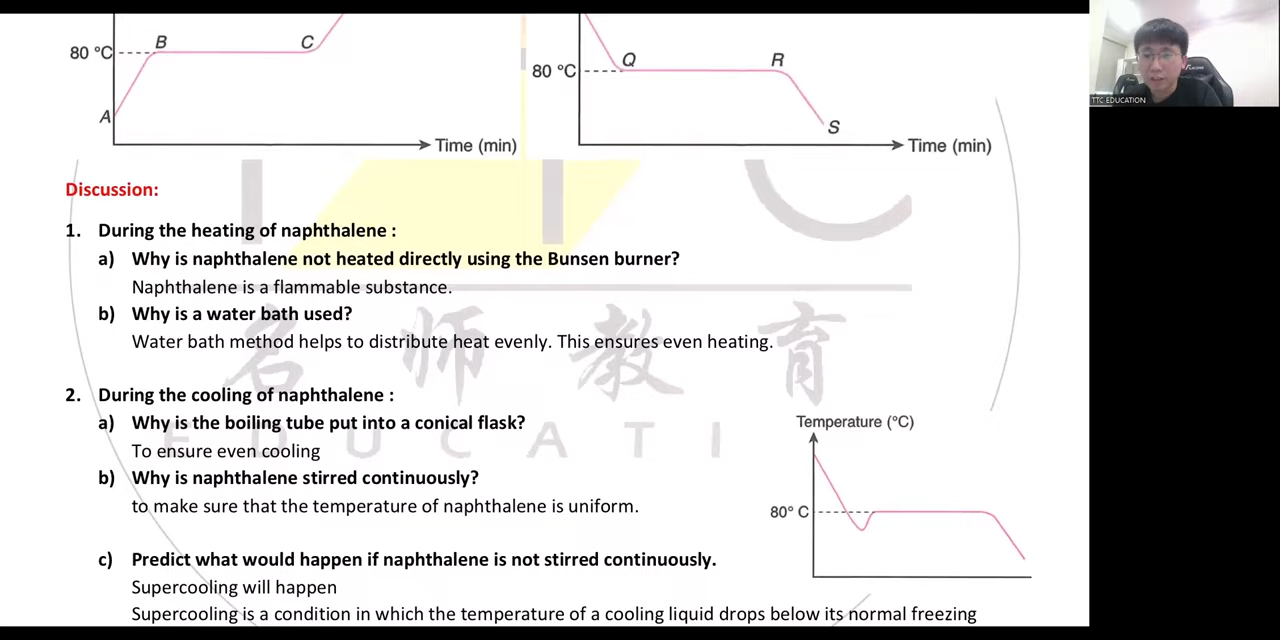 80 °C
B
C
A
Time (min)
80 °C
Q
R
S
Time (min)
TTC EDUCATION
Discussion:
1. During the heating of naphthalene :
a) Why is naphthalene not heated directly using the Bunsen burner?
Naphthalene is a flammable substance.
b) Why is a water bath used?
Water bath method helps to distribute heat evenly. This ensures even heating.
名师教育
2. During the cooling of naphthalene :
a) Why is the boiling tube put into a conical flask?
To ensure even cooling
EDUCATI
b) Why is naphthalene stirred continuously?
to make sure that the temperature of naphthalene is uniform.
Temperature (°C)
80° C
c) Predict what would happen if naphthalene is not stirred continuously.
Supercooling will happen
Supercooling is a condition in which the temperature of a cooling liquid drops below its normal freezing